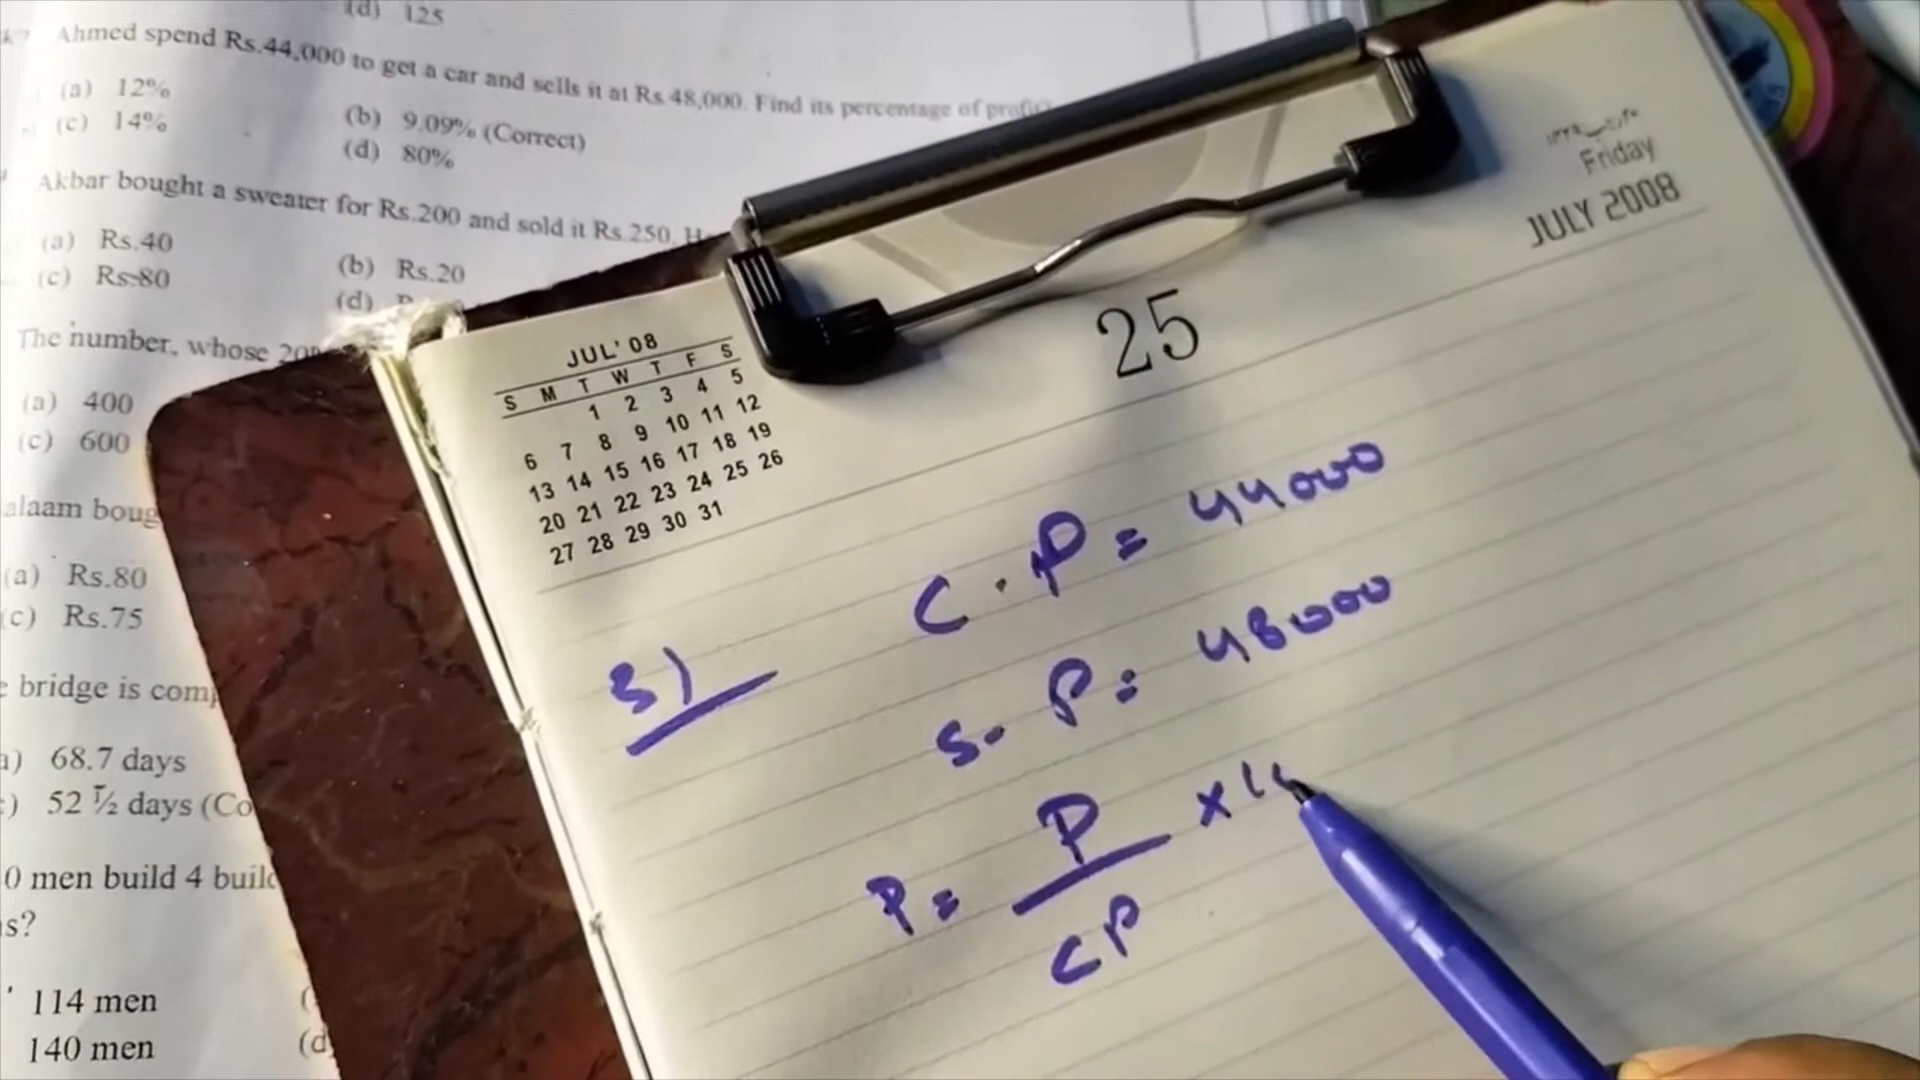 (d) 125
Ahmed spend Rs.44,000 to get a car and sells it at Rs 48,000. Find its percentage of profit
(a) 12%
(b) 9.09% (Correct)
(c) 14%
(d) 80%
Akbar bought a sweater for Rs.200 and sold it Rs.250.
(a) Rs.40
(b) Rs.20
(c) Rs.80
(d)
The number, whose
(a) 400
(c) 600
alaam boug
(a) Rs.80
(c) Rs.75
bridge is comp
68.7 days
52 ½ days (Co
0 men build 4 build
s?
114 men
140 men
(d
Friday
JULY 2008
25
JUL' 08
S M T W T F S
1 2 3 4 5
6 7 8 9 10 11 12
13 14 15 16 17 18 19
20 21 22 23 24 25 26
27 28 29 30 31
C.P = 44000
3)
S.P = 48000
P = P × 10
CP